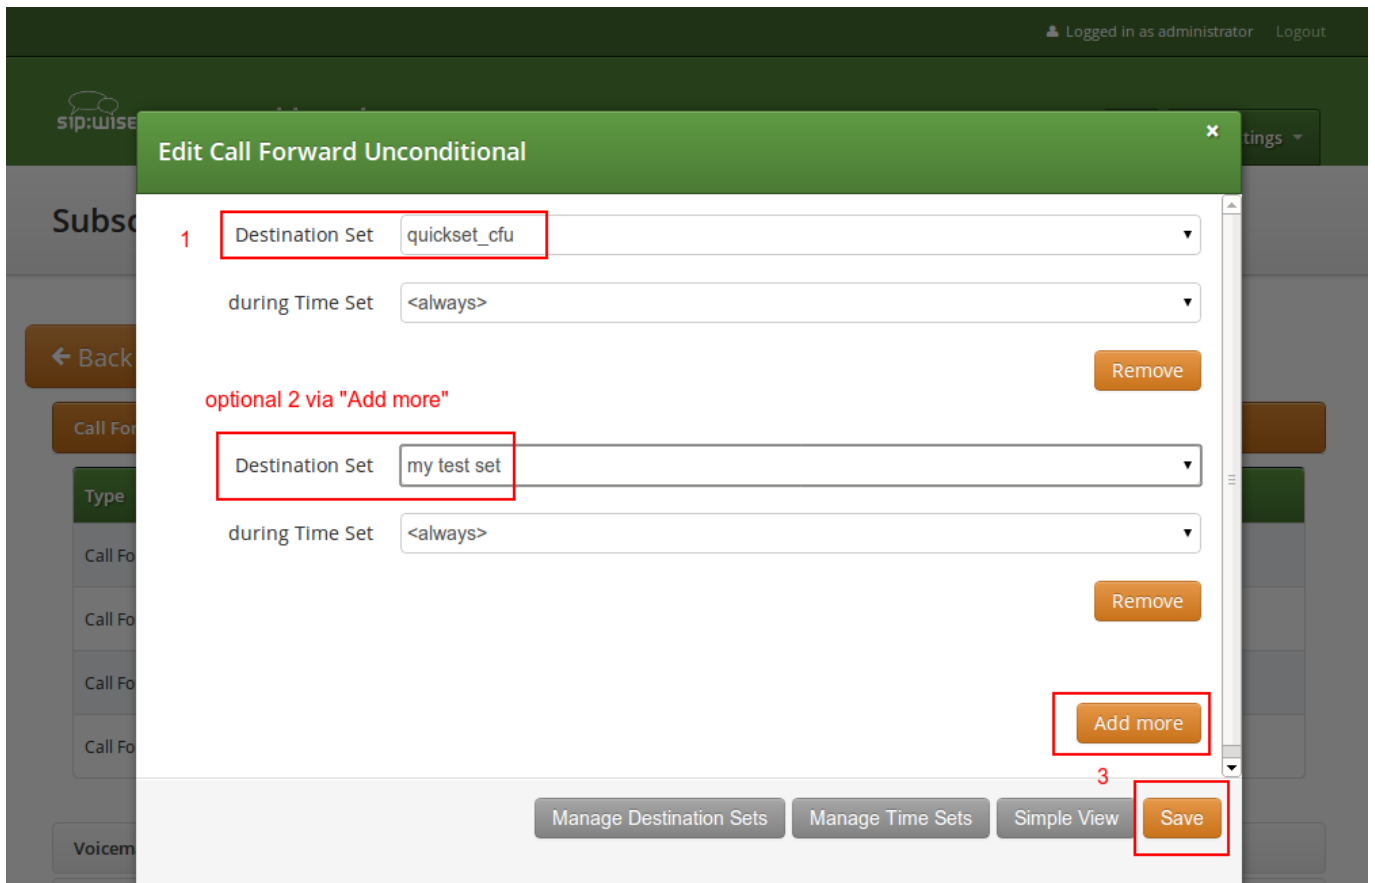 Logged in as administrator Logout
sip:wise
tings
Edit Call Forward Unconditional ×
Subsc
1 Destination Set quickset_cfu
during Time Set <always>
Back
Remove
optional 2 via "Add more"
Call For
Destination Set my test set
Type
during Time Set <always>
Call Fo
Remove
Call Fo
Call Fo
Add more
Call Fo
3
Manage Destination Sets Manage Time Sets Simple View Save
Voicem